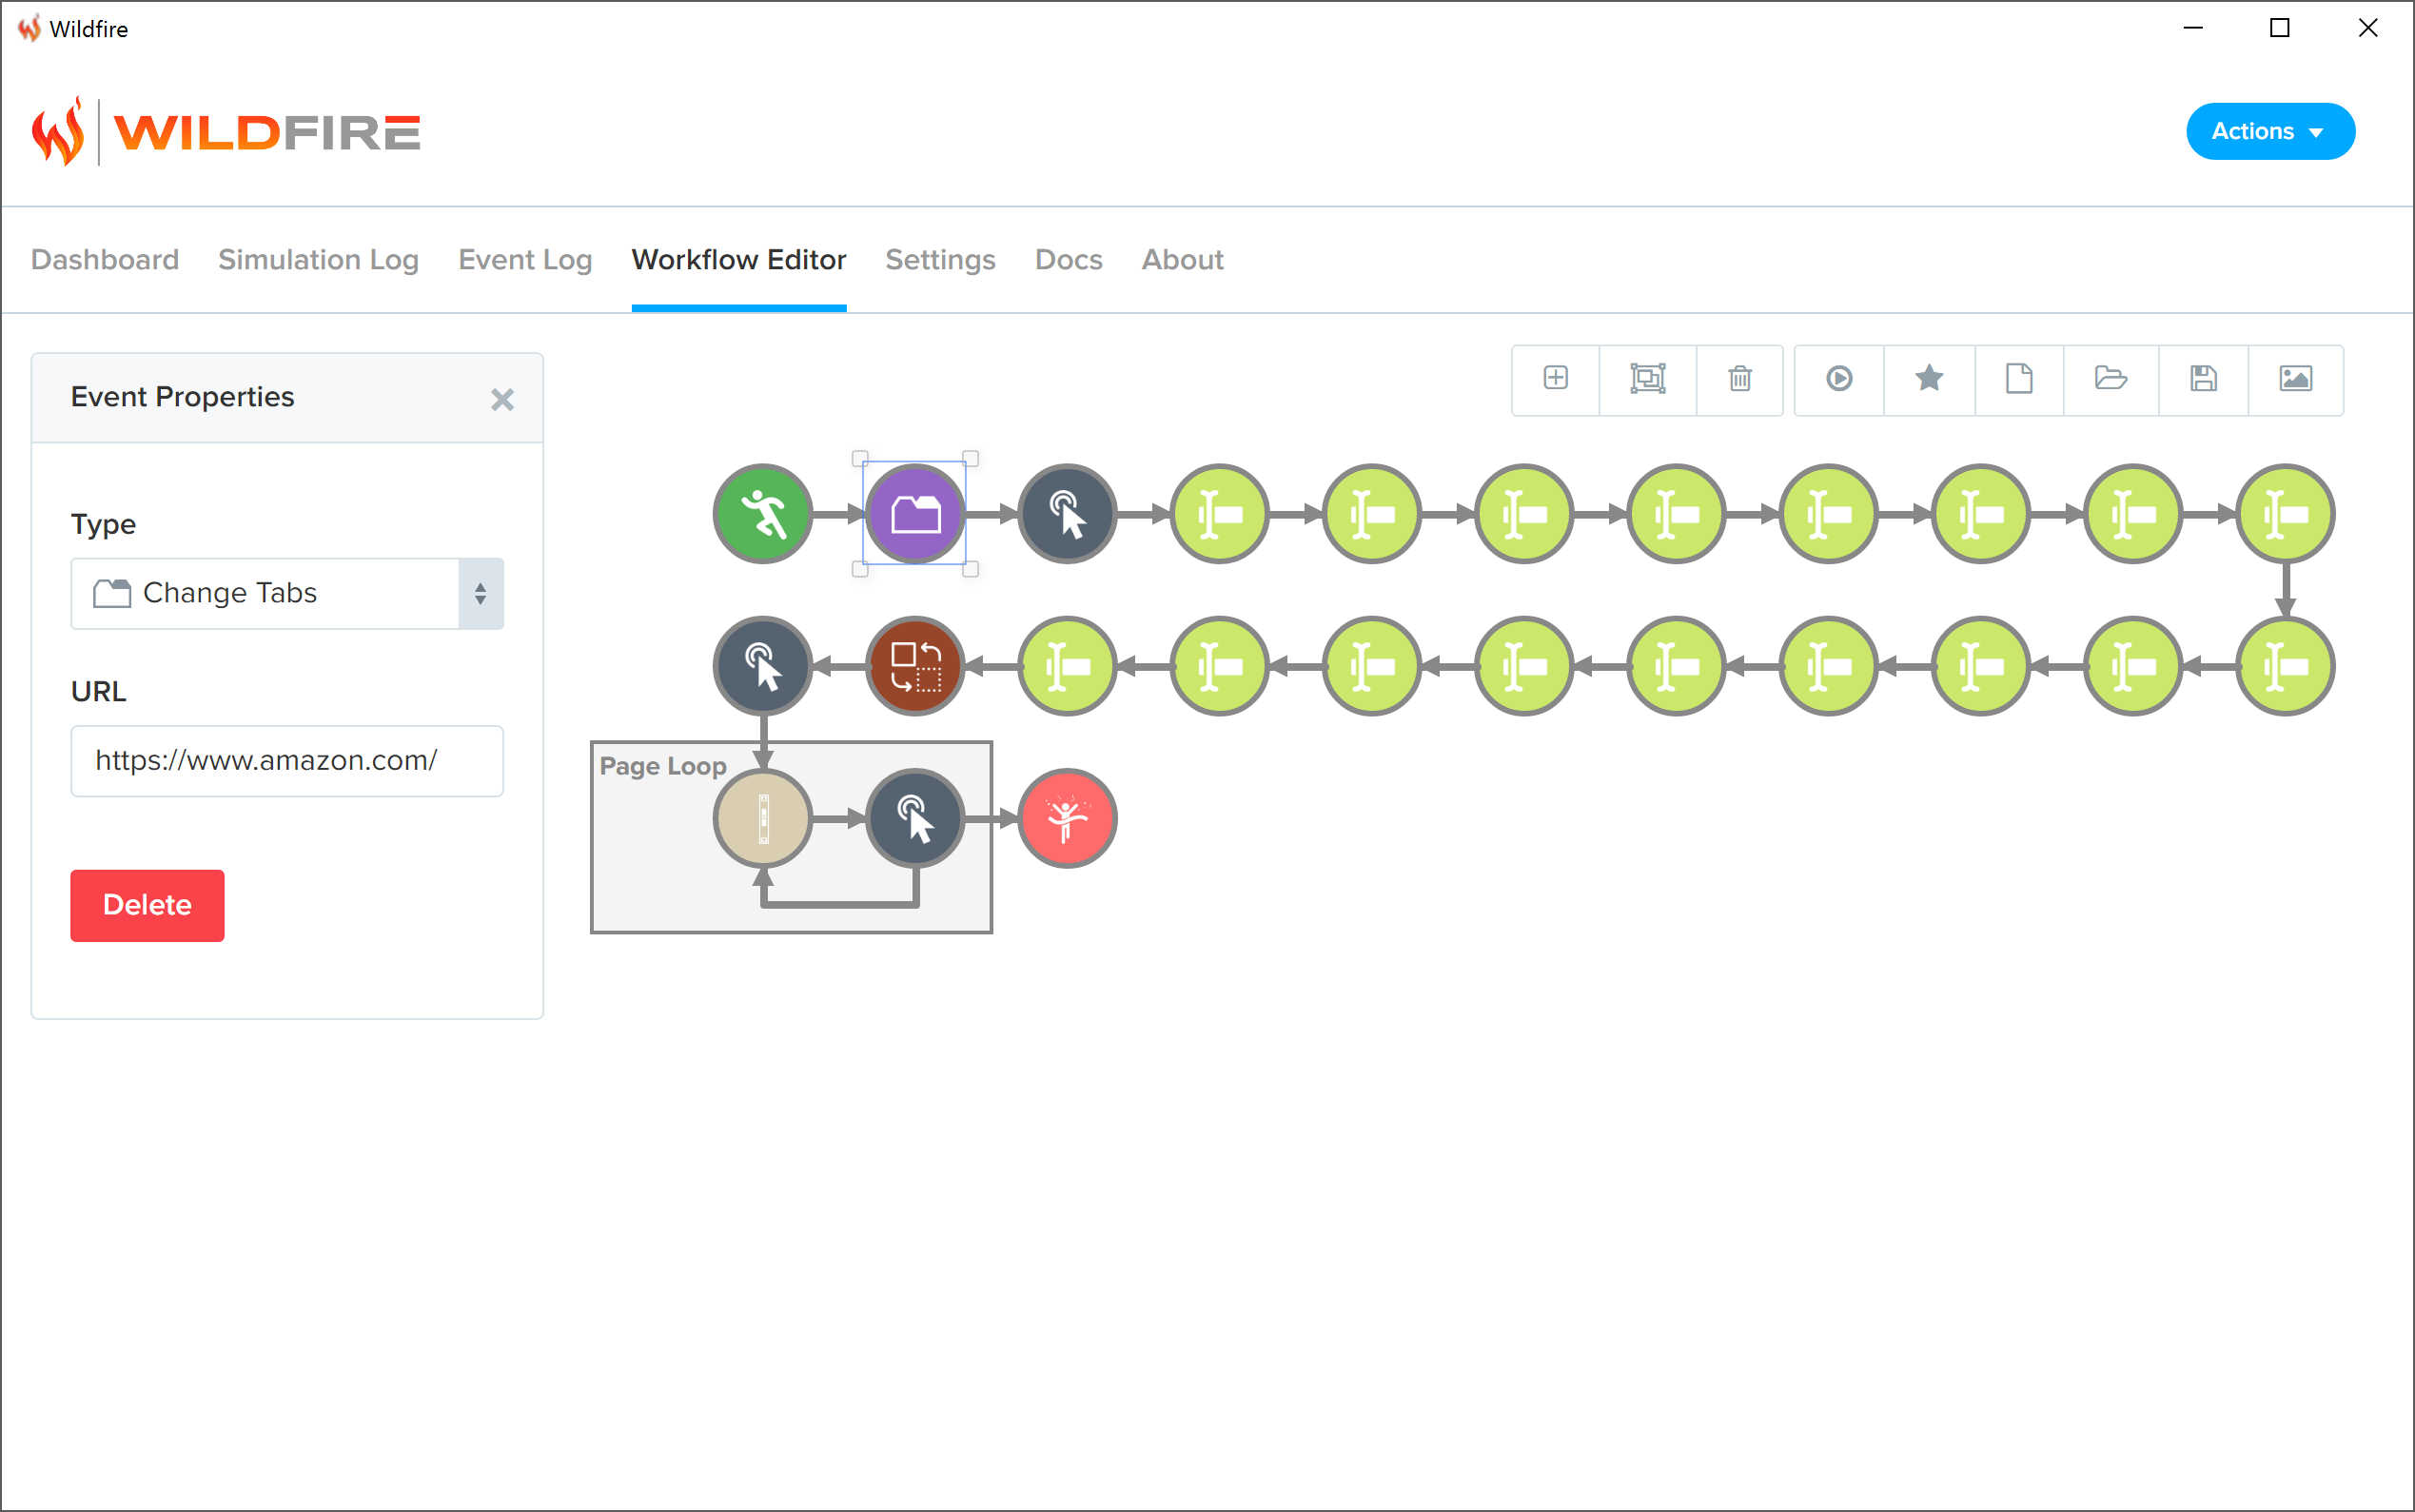 Wildfire
WILDFIRE
Actions
Dashboard Simulation Log Event Log Workflow Editor Settings Docs About
Event Properties
Type
Change Tabs
URL
https://www.amazon.com/
Delete
Page Loop